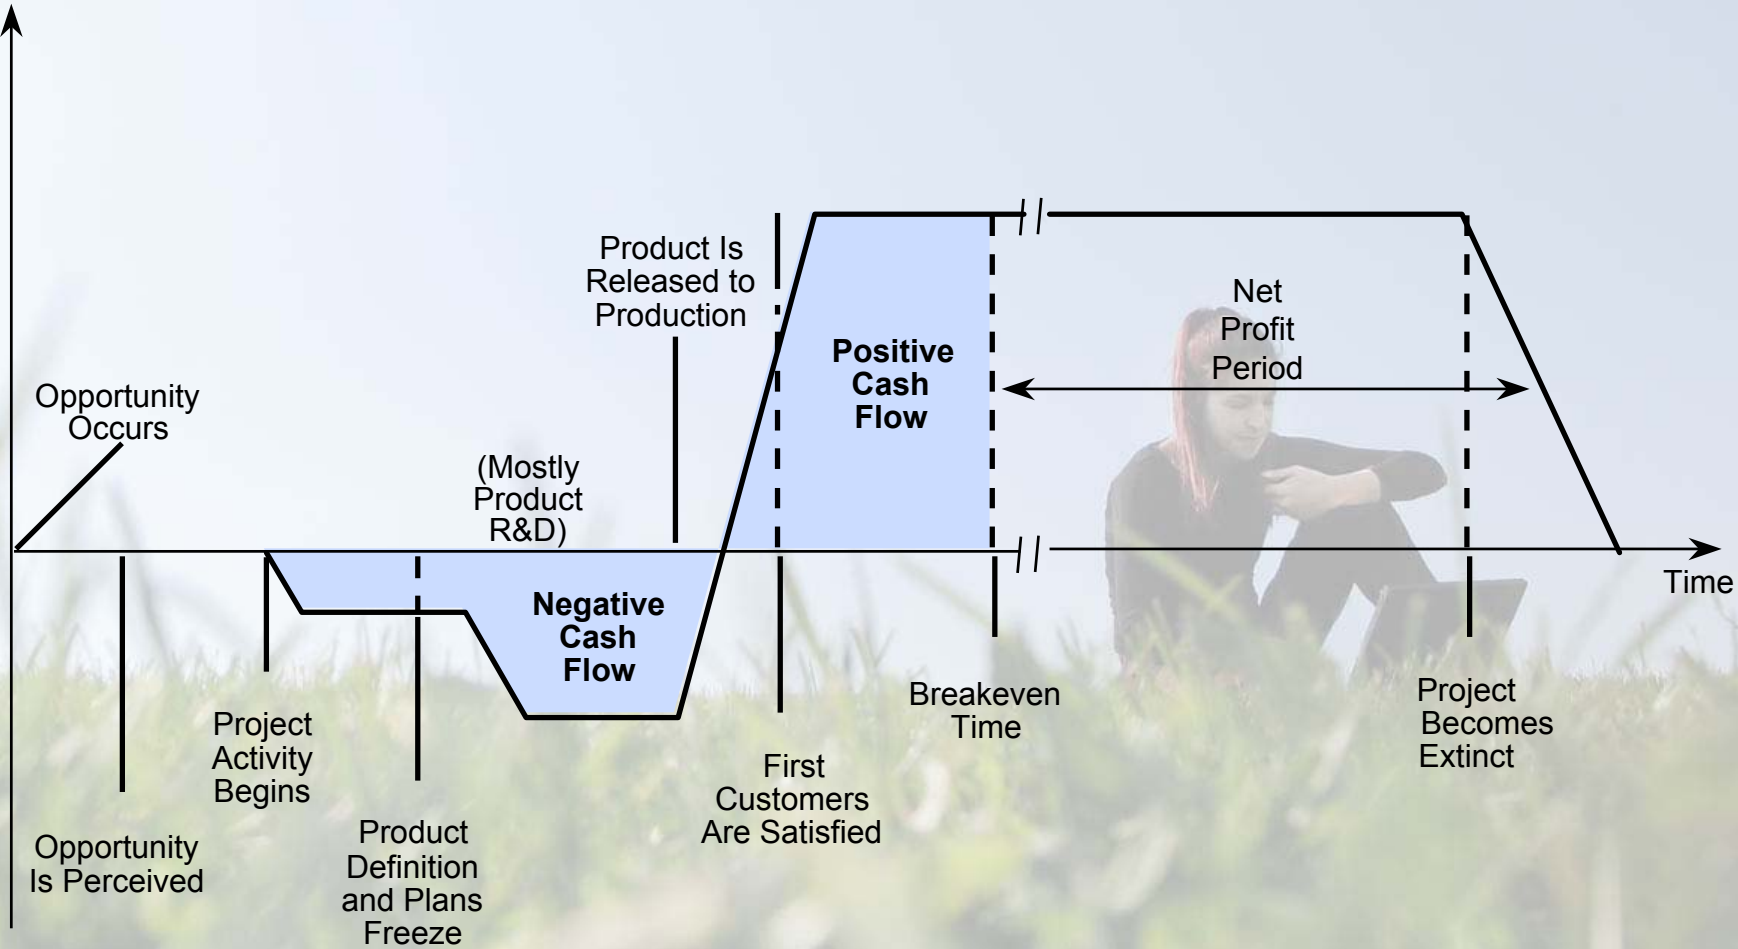 Product Is
Released to
Production
Net
Profit
Period
Positive
Cash
Flow
Opportunity
Occurs
(Mostly
Product
R&D)
Time
Negative
Cash
Flow
Project
Activity
Begins
Breakeven
Time
Project
Becomes
Extinct
First
Customers
Are Satisfied
Opportunity
Is Perceived
Product
Definition
and Plans
Freeze